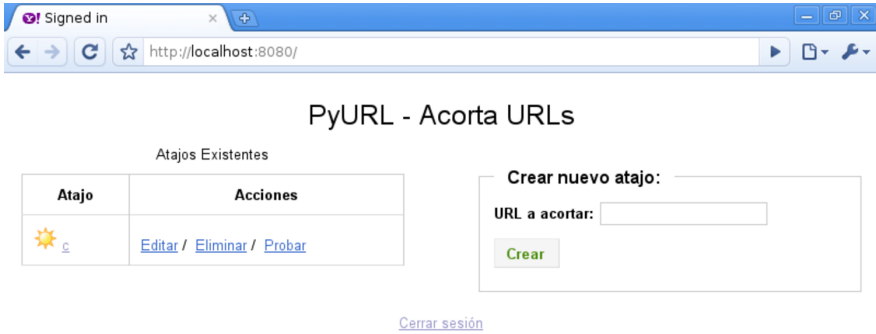 Y! Signed in
http://localhost:8080/
PyURL - Acorta URLs
Atajos Existentes
Atajo Acciones
c Editar / Eliminar / Probar
Crear nuevo atajo:
URL a acortar:
Crear
Cerrar sesión